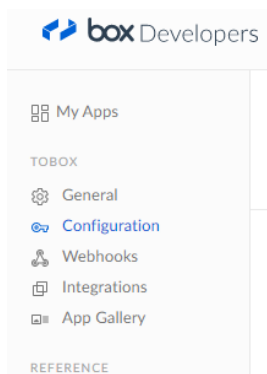 box Developers
My Apps
TOBOX
General
Configuration
Webhooks
Integrations
App Gallery
REFERENCE